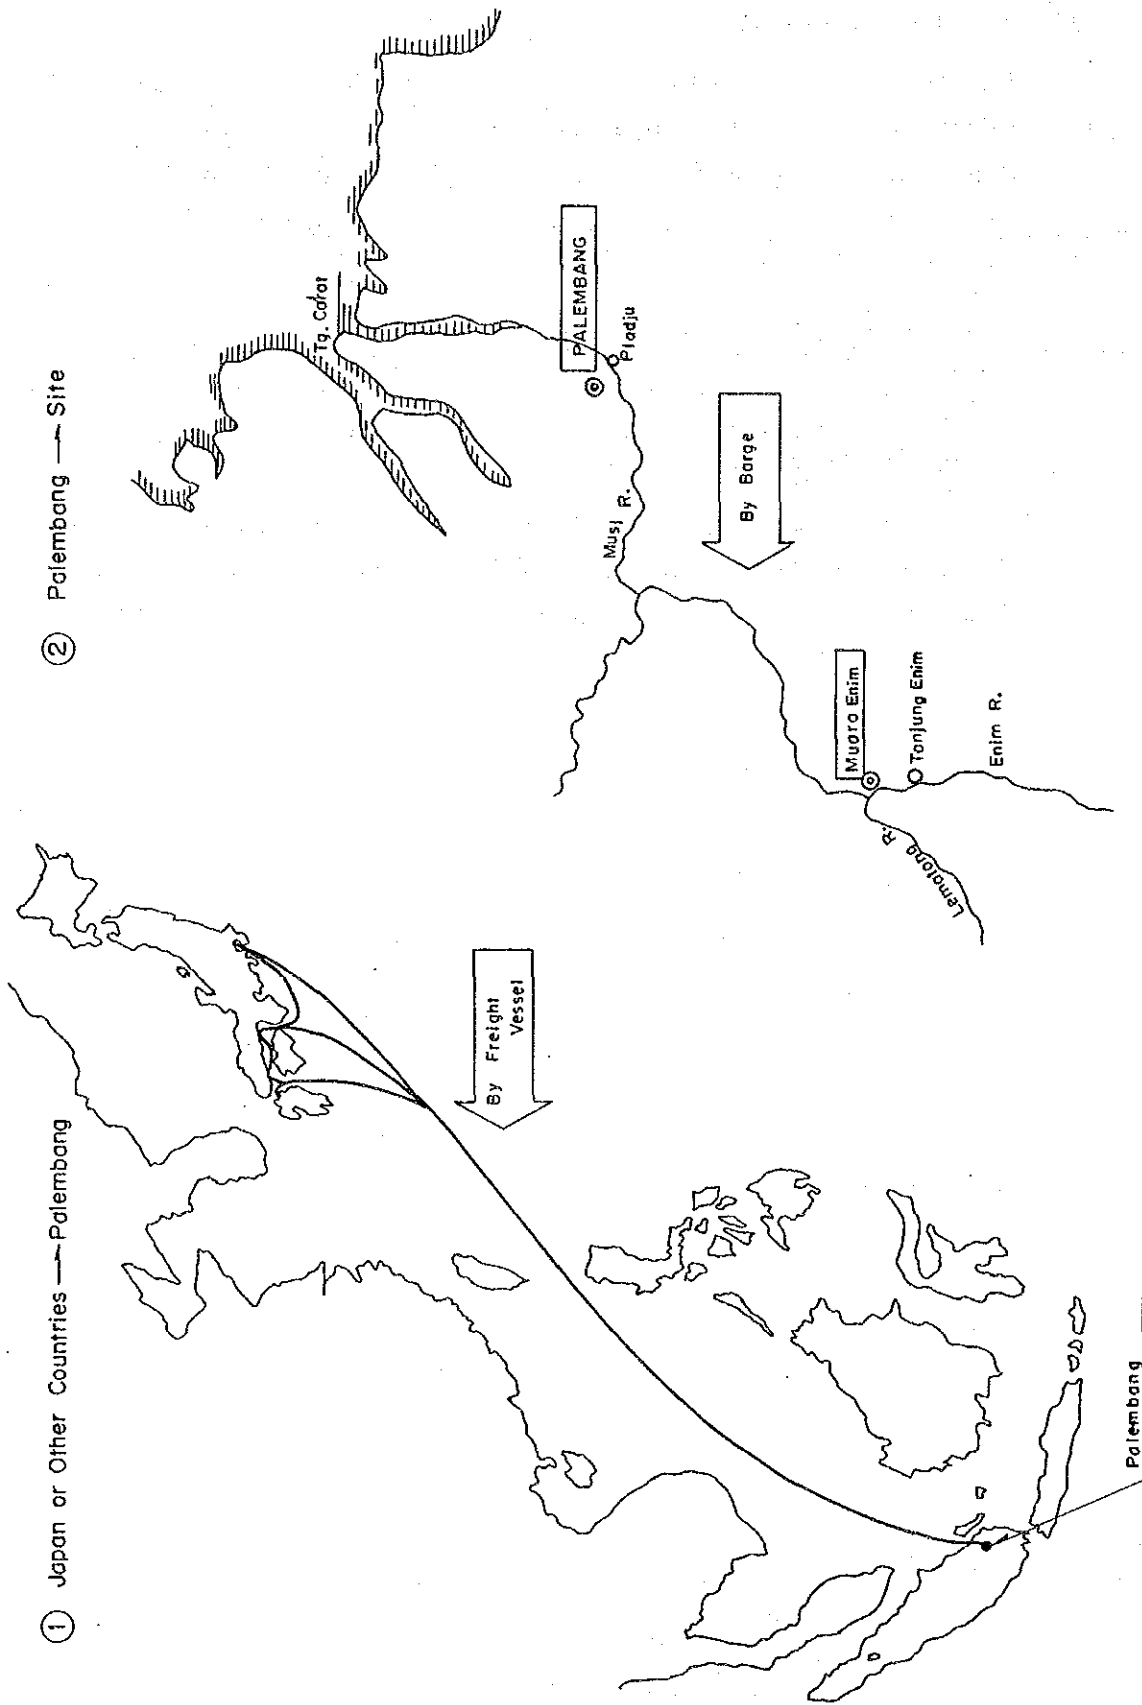 ① Japan or Other Countries → Palembang
By Freight
Vessel
Palembang
② Palembang → Site
Tg. Carat
PALEMBANG
Pladju
Musi R.
By Barge
Muara Enim
Tanjung Enim
Enim R.
Lematang R.